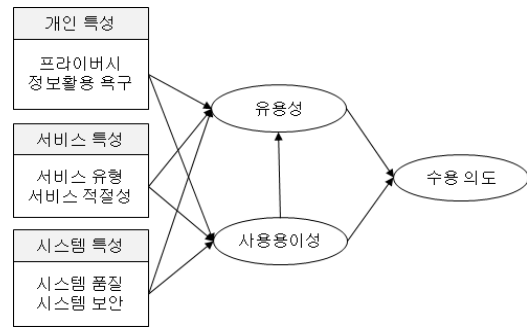 개인 특성
프라이버시
정보활용 욕구
서비스 특성
서비스 유형
서비스 적절성
시스템 특성
시스템 품질
시스템 보안
유용성
사용용이성
수용 의도